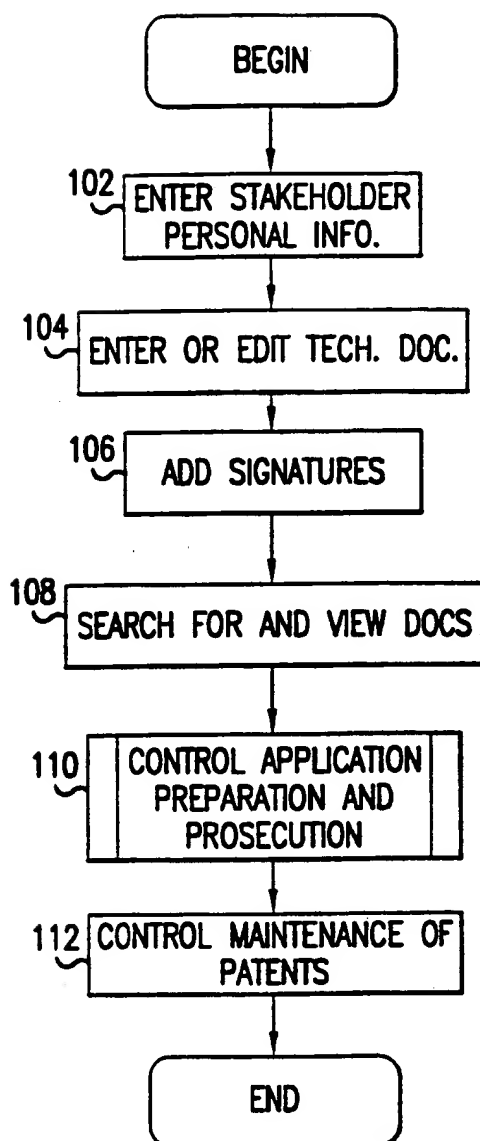 BEGIN
102
ENTER STAKEHOLDER
PERSONAL INFO.
104
ENTER OR EDIT TECH. DOC.
106
ADD SIGNATURES
108
SEARCH FOR AND VIEW DOCS
110
CONTROL APPLICATION
PREPARATION AND
PROSECUTION
112
CONTROL MAINTENANCE OF
PATENTS
END